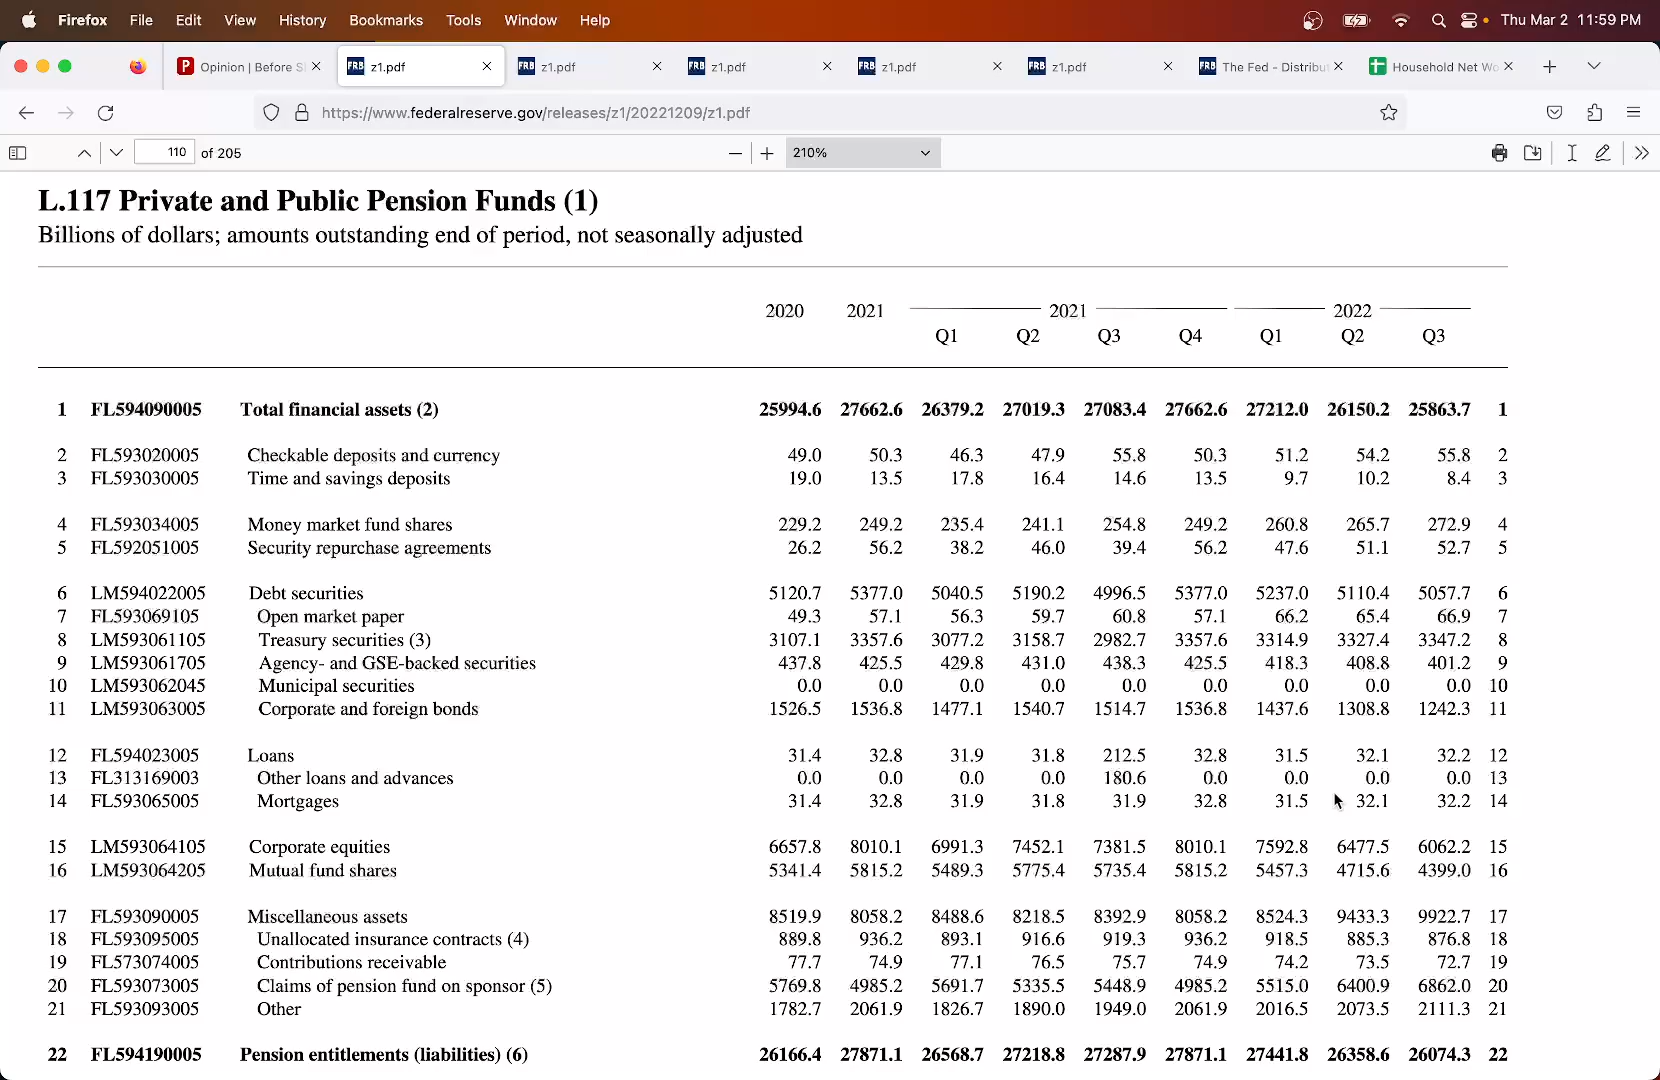 Firefox File Edit View History Bookmarks Tools Window Help Thu Mar 2 11:59 PM
Opinion | Before S z1.pdf z1.pdf z1.pdf z1.pdf z1.pdf The Fed - Distribu Household Net Wo
https://www.federalreserve.gov/releases/z1/20221209/z1.pdf
110 of 205 210%
L.117 Private and Public Pension Funds (1)
Billions of dollars; amounts outstanding end of period, not seasonally adjusted
2020 2021 2021 2022
Q1 Q2 Q3 Q4 Q1 Q2 Q3
1 FL594090005 Total financial assets (2) 25994.6 27662.6 26379.2 27019.3 27083.4 27662.6 27212.0 26150.2 25863.7 1
2 FL593020005 Checkable deposits and currency 49.0 50.3 46.3 47.9 55.8 50.3 51.2 54.2 55.8 2
3 FL593030005 Time and savings deposits 19.0 13.5 17.8 16.4 14.6 13.5 9.7 10.2 8.4 3
4 FL593034005 Money market fund shares 229.2 249.2 235.4 241.1 254.8 249.2 260.8 265.7 272.9 4
5 FL592051005 Security repurchase agreements 26.2 56.2 38.2 46.0 39.4 56.2 47.6 51.1 52.7 5
6 LM594022005 Debt securities 5120.7 5377.0 5040.5 5190.2 4996.5 5377.0 5237.0 5110.4 5057.7 6
7 FL593069105 Open market paper 49.3 57.1 56.3 59.7 60.8 57.1 66.2 65.4 66.9 7
8 LM593061105 Treasury securities (3) 3107.1 3357.6 3077.2 3158.7 2982.7 3357.6 3314.9 3327.4 3347.2 8
9 LM593061705 Agency- and GSE-backed securities 437.8 425.5 429.8 431.0 438.3 425.5 418.3 408.8 401.2 9
10 LM593062045 Municipal securities 0.0 0.0 0.0 0.0 0.0 0.0 0.0 0.0 0.0 10
11 LM593063005 Corporate and foreign bonds 1526.5 1536.8 1477.1 1540.7 1514.7 1536.8 1437.6 1308.8 1242.3 11
12 FL594023005 Loans 31.4 32.8 31.9 31.8 212.5 32.8 31.5 32.1 32.2 12
13 FL313169003 Other loans and advances 0.0 0.0 0.0 0.0 180.6 0.0 0.0 0.0 0.0 13
14 FL593065005 Mortgages 31.4 32.8 31.9 31.8 31.9 32.8 31.5 32.1 32.2 14
15 LM593064105 Corporate equities 6657.8 8010.1 6991.3 7452.1 7381.5 8010.1 7592.8 6477.5 6062.2 15
16 LM593064205 Mutual fund shares 5341.4 5815.2 5489.3 5775.4 5735.4 5815.2 5457.3 4715.6 4399.0 16
17 FL593090005 Miscellaneous assets 8519.9 8058.2 8488.6 8218.5 8392.9 8058.2 8524.3 9433.3 9922.7 17
18 FL593095005 Unallocated insurance contracts (4) 889.8 936.2 893.1 916.6 919.3 936.2 918.5 885.3 876.8 18
19 FL573074005 Contributions receivable 77.7 74.9 77.1 76.5 75.7 74.9 74.2 73.5 72.7 19
20 FL593073005 Claims of pension fund on sponsor (5) 5769.8 4985.2 5691.7 5335.5 5448.9 4985.2 5515.0 6400.9 6862.0 20
21 FL593093005 Other 1782.7 2061.9 1826.7 1890.0 1949.0 2061.9 2016.5 2073.5 2111.3 21
22 FL594190005 Pension entitlements (liabilities) (6) 26166.4 27871.1 26568.7 27218.8 27287.9 27871.1 27441.8 26358.6 26074.3 22